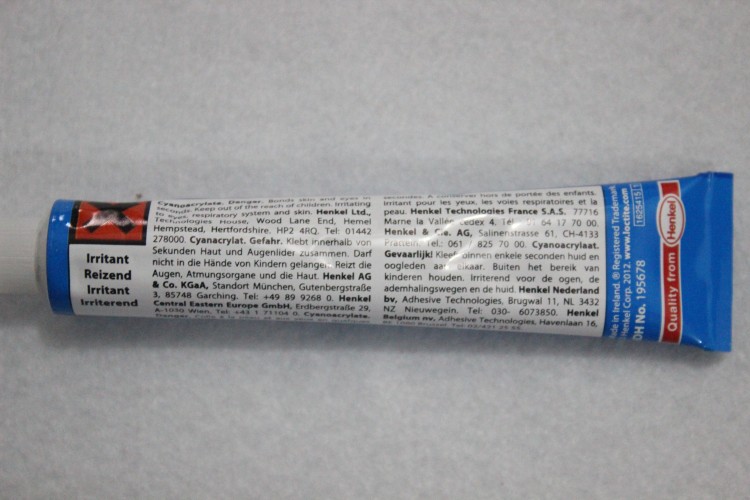 Irritant
Reizend
Irritant
Irriterend
Cyanoacrylate. Danger. Bonds skin and eyes in
seconds. Keep out of the reach of children. Irritating
to eyes, respiratory system and skin. Henkel Ltd.,
Technologies House, Wood Lane End, Hemel
Hempstead, Hertfordshire. HP2 4RQ. Tel: 01442
278000. Cyanacrylat. Gefahr. Klebt innerhalb von
Sekunden Haut und Augenlider zusammen. Darf
nicht in die Hände von Kindern gelangen. Reizt die
Augen, Atmungsorgane und die Haut. Henkel AG
& Co. KGaA, Standort München, Gutenbergstraße
3, 85748 Garching. Tel: +49 89 9268 0. Henkel
Central Eastern Europe GmbH, Erdbergstraße 29,
A-1030 Wien. Tel. +43 1 71104 0. Cyanoacrylate.
secondes. A conserver hors de portée des enfants.
Irritant pour les yeux, les voies respiratoires et la
peau. Henkel Technologies France S.A.S. 77716
Marne la Vallée Cedex 4. Tel: 64 17 70 00.
Henkel & Cie. AG, Salinenstrasse 61, CH-4133
Pratteln Tel.: 061 825 70 00. Cyanoacrylaat.
Gevaarlijk! Kleeft binnen enkele seconden huid en
oogleden aan elkaar. Buiten het bereik van
kinderen houden. Irriterend voor de ogen, de
ademhalingswegen en de huid. Henkel Nederland
bv, Adhesive Technologies, Brugwal 11, NL 3432
NZ Nieuwegein. Tel: 030- 6073850. Henkel
Belgium nv, Adhesive Technologies, Havenlaan 16,
Made in Ireland. ® Registered Trademark
Henkel Corp. 2012. www.loctite.com
IDH No. 195678
Quality from Henkel